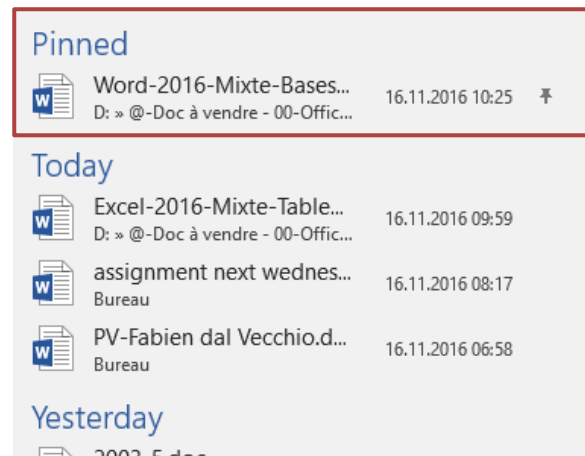 Pinned
Word-2016-Mixte-Bases... 16.11.2016 10:25
D: » @-Doc à vendre - 00-Offic...
Today
Excel-2016-Mixte-Table... 16.11.2016 09:59
D: » @-Doc à vendre - 00-Offic...
assignment next wednes... 16.11.2016 08:17
Bureau
PV-Fabien dal Vecchio.d... 16.11.2016 06:58
Bureau
Yesterday